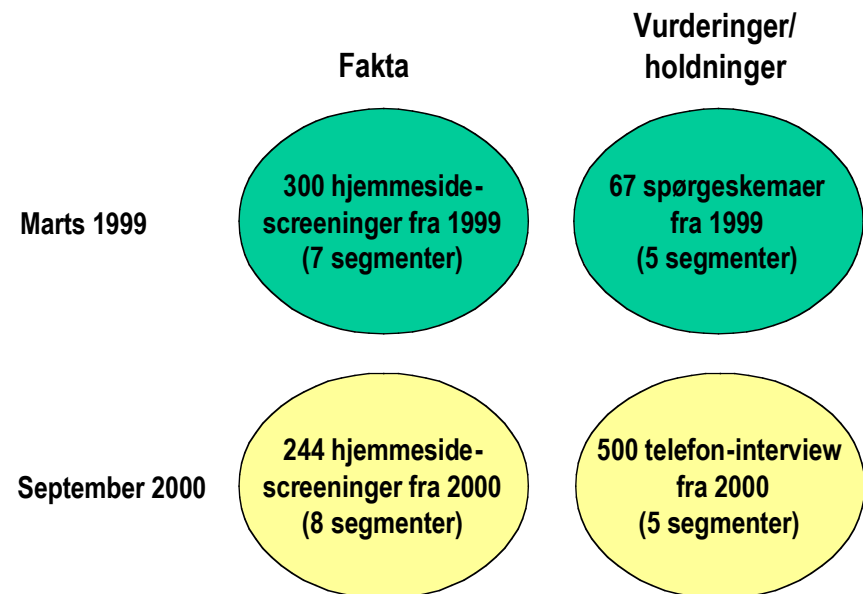 Fakta
Vurderinger/
holdninger
Marts 1999
300 hjemmeside-
screeninger fra 1999
(7 segmenter)
67 spørgeskemaer
fra 1999
(5 segmenter)
September 2000
244 hjemmeside-
screeninger fra 2000
(8 segmenter)
500 telefon-interview
fra 2000
(5 segmenter)